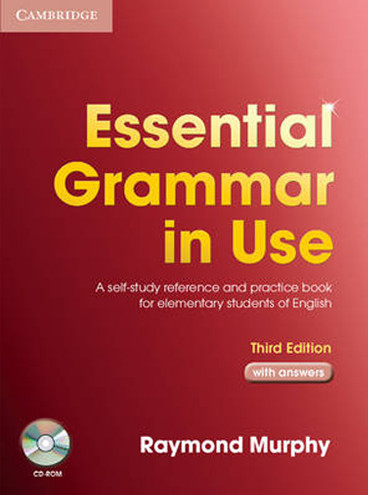 CAMBRIDGE
Essential
Grammar
in Use
A self-study reference and practice book
for elementary students of English
Third Edition
with answers
CD-ROM
Raymond Murphy